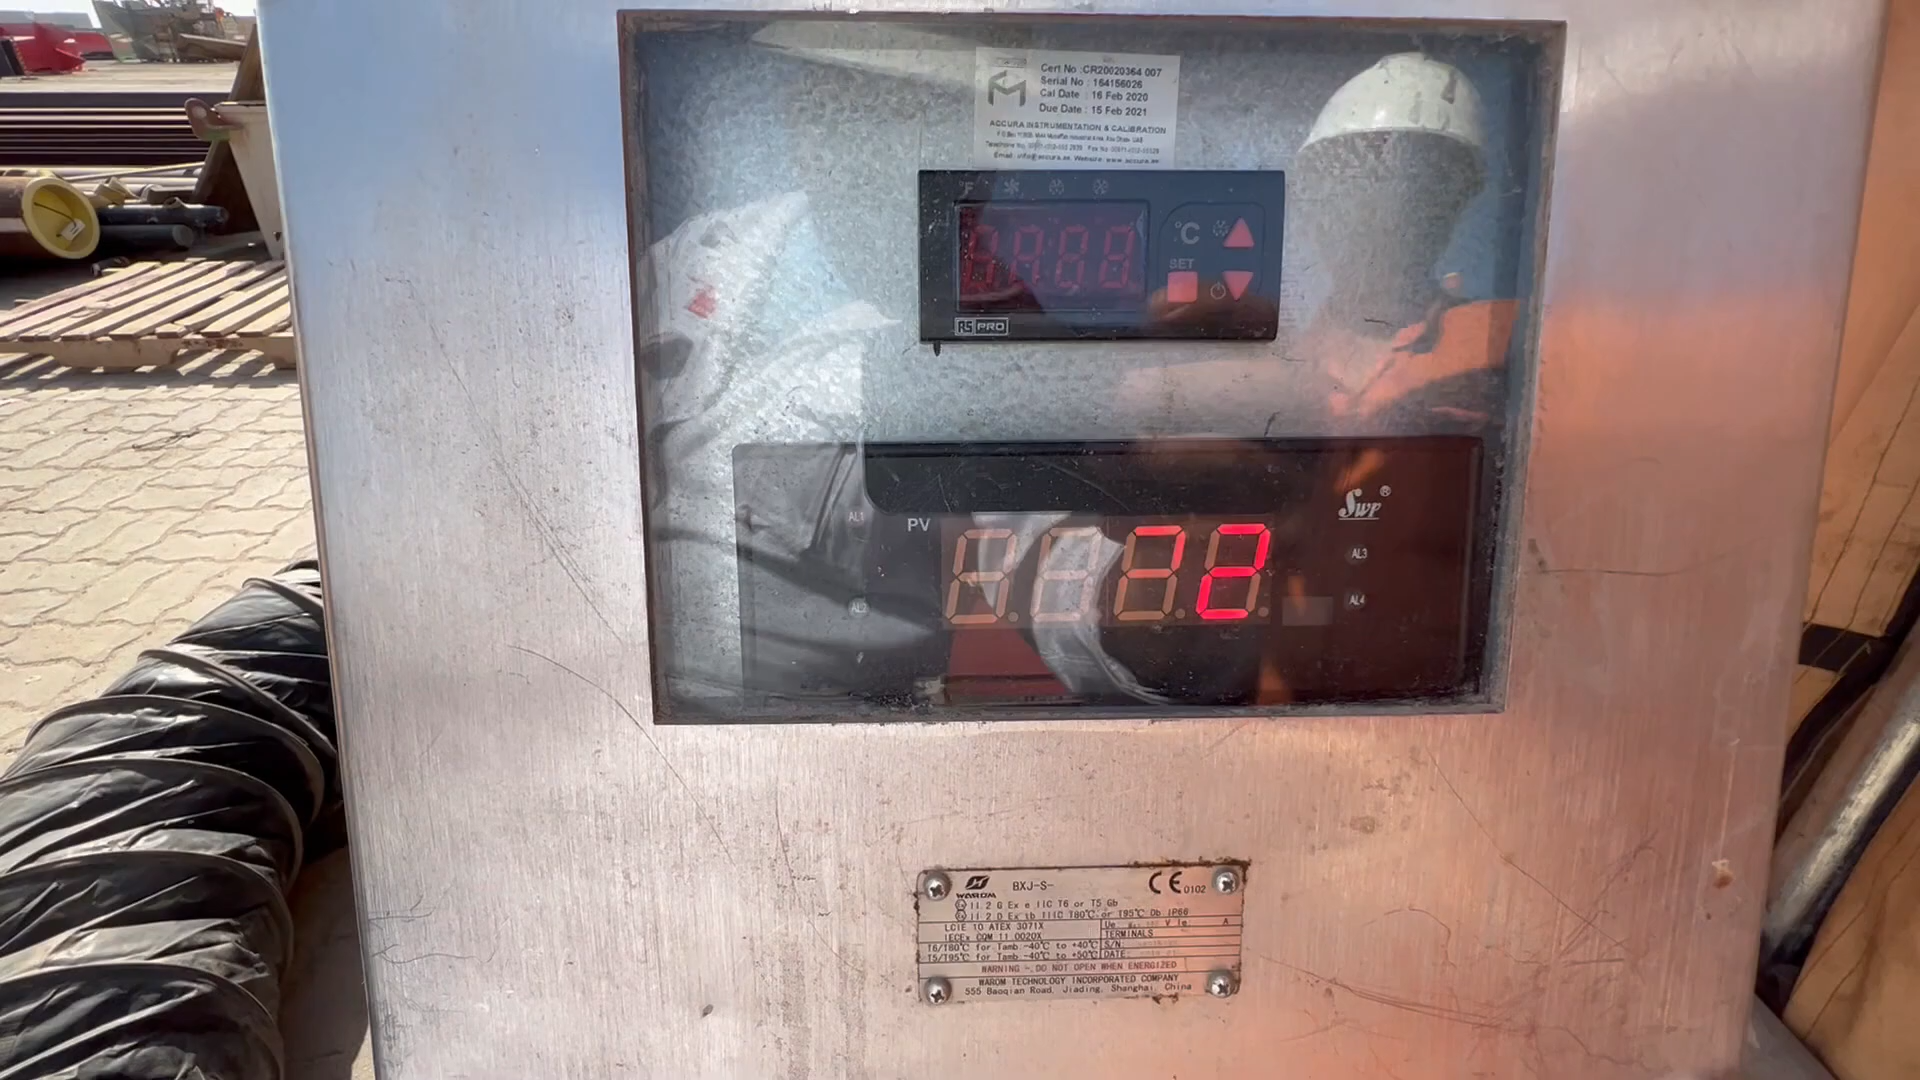 Cert No : CR20020364 007
Serial No : 164156026
Cal Date : 16 Feb 2020
Due Date : 15 Feb 2021
ACCURA INSTRUMENTATION & CALIBRATION
Email: info@accura.ae, Website: www.accura.ae
°F
°C
SET
RS PRO
AL1
PV
72
Swp®
AL3
AL2
AL4
WAROM
BXJ-S-
CE 0102
II 2 G Ex e IIC T6 or T5 Gb
II 2 D Ex tb IIIC T80℃ or T95℃ Db IP66
LCIE 10 ATEX 3071X
Ue V Ie: A
IECEx CQM 11.0020X
TERMINALS
T6/T80℃ for Tamb.-40℃ to +40℃
S/N:
T5/T95℃ for Tamb.-40℃ to +50℃
DATE:
WARNING - DO NOT OPEN WHEN ENERGIZED
WAROM TECHNOLOGY INCORPORATED COMPANY
555 Baoqian Road, Jiading, Shanghai, China